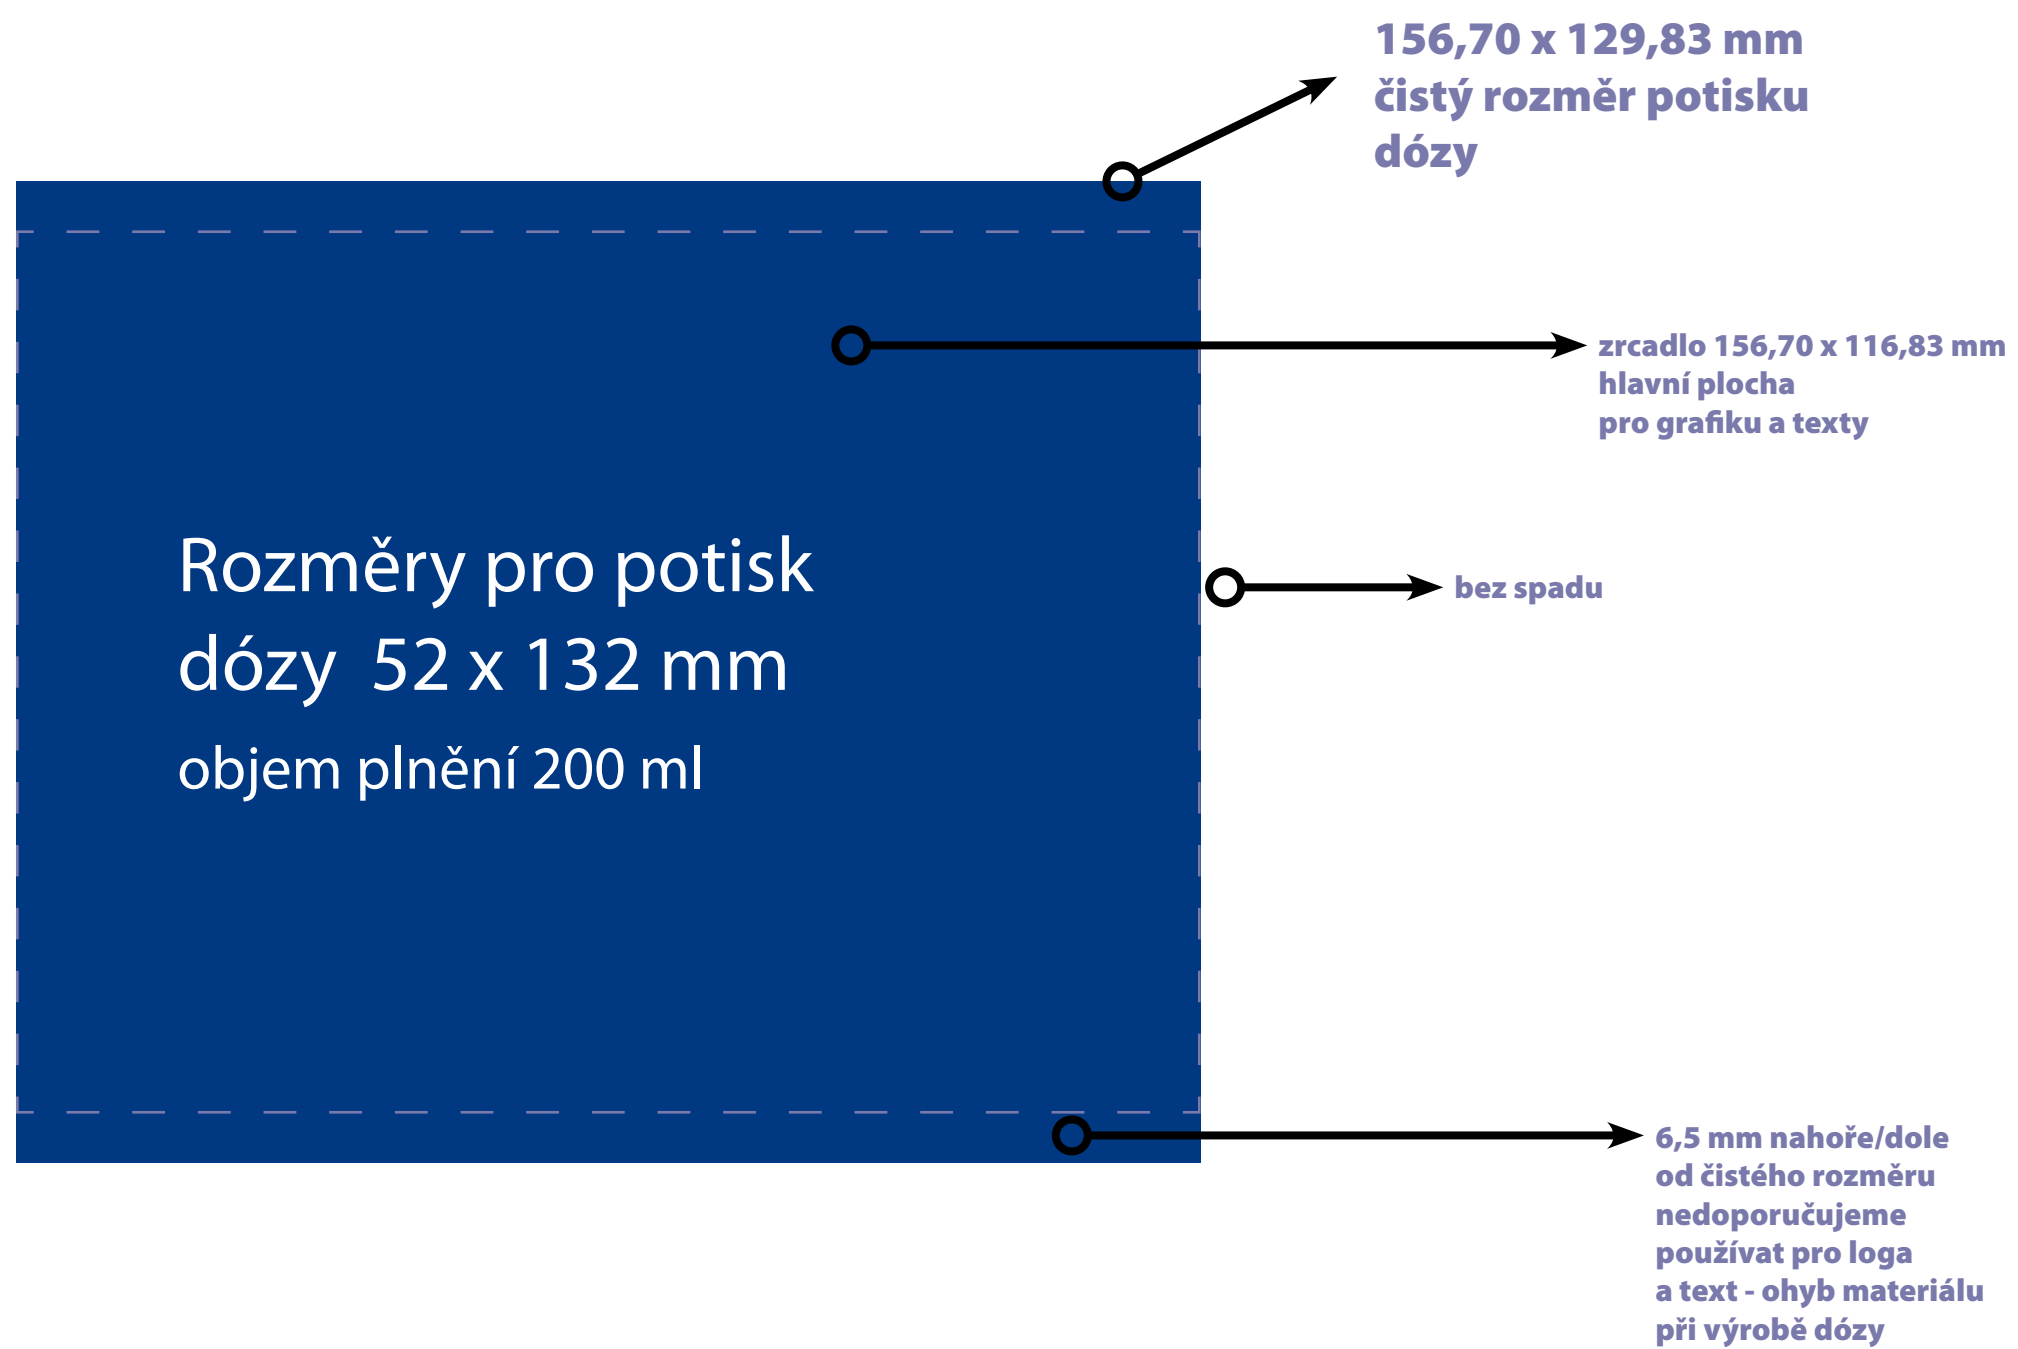 156,70 x 129,83 mm
čistý rozměr potisku
dózy
zrcadlo 156,70 x 116,83 mm
hlavní plocha
pro grafiku a texty
Rozměry pro potisk
dózy  52 x 132 mm
objem plnění 200 ml
bez spadu
6,5 mm nahoře/dole
od čistého rozměru
nedoporučujeme
používat pro loga
a text - ohyb materiálu
při výrobě dózy